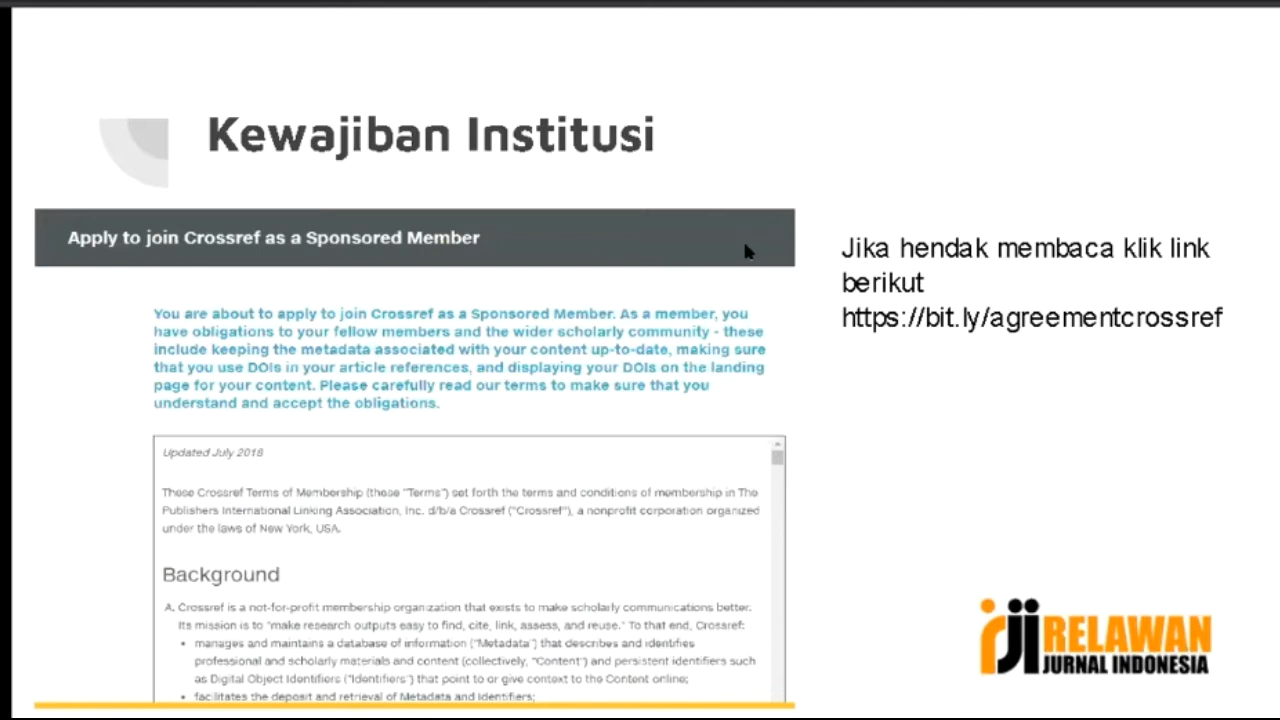 Kewajiban Institusi
Apply to join Crossref as a Sponsored Member
You are about to apply to join Crossref as a Sponsored Member. As a member, you
have obligations to your fellow members and the wider scholarly community - these
include keeping the metadata associated with your content up-to-date, making sure
that you use DOIs in your article references, and displaying your DOIs on the landing
page for your content. Please carefully read our terms to make sure that you
understand and accept the obligations.
Updated July 2018
These Crossref Terms of Membership (these "Terms") set forth the terms and conditions of membership in The
Publishers International Linking Association, Inc. d/b/a Crossref ("Crossref"), a nonprofit corporation organized
under the laws of New York, USA.
Background
A. Crossref is a not-for-profit membership organization that exists to make scholarly communications better.
Its mission is to "make research outputs easy to find, cite, link, assess, and reuse." To that end, Crossref:
• manages and maintains a database of information ("Metadata") that describes and identifies
professional and scholarly materials and content (collectively, "Content") and persistent identifiers such
as Digital Object Identifiers ("Identifiers") that point to or give context to the Content online;
• facilitates the deposit and retrieval of Metadata and Identifiers;
Jika hendak membaca klik link
berikut
https://bit.ly/agreementcrossref
rji RELAWAN
JURNAL INDONESIA